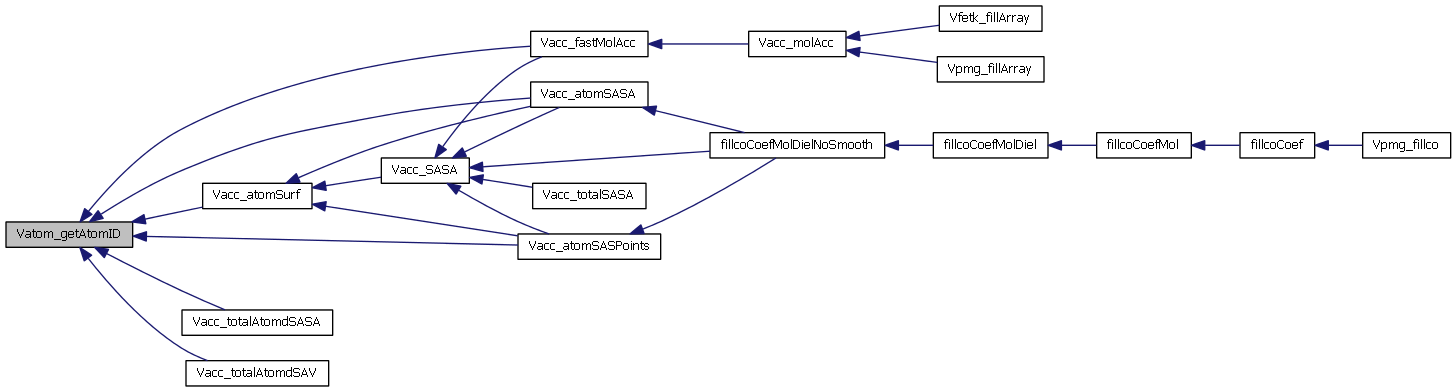 Vfetk_fillArray
Vacc_fastMolAcc
Vacc_molAcc
Vpmg_fillArray
Vacc_atomSASA
fillcoCoefMolDielNoSmooth
fillcoCoefMolDiel
fillcoCoefMol
fillcoCoef
Vpmg_fillco
Vacc_SASA
Vacc_totalSASA
Vacc_atomSurf
Vatom_getAtomID
Vacc_atomSASPoints
Vacc_totalAtomdSASA
Vacc_totalAtomdSAV